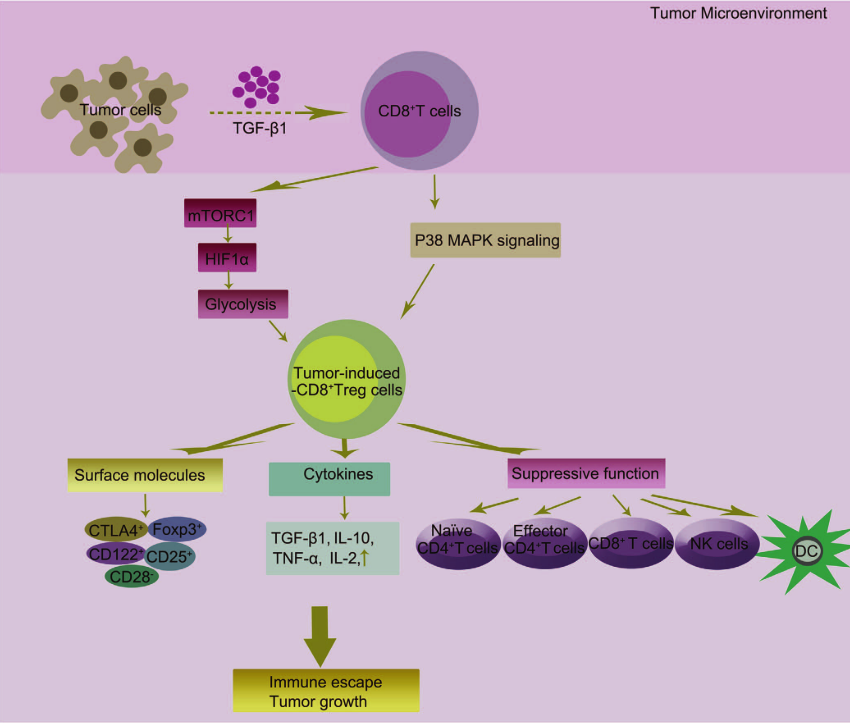 Tumor Microenvironment
Tumor cells
TGF-β1
CD8⁺T cells
mTORC1
HIF1α
Glycolysis
P38 MAPK signaling
Tumor-induced
-CD8⁺Treg cells
Surface molecules
Cytokines
Suppressive function
CTLA4⁺
Foxp3⁺
CD122⁺
CD25⁺
CD28⁻
TGF-β1, IL-10,
TNF-α, IL-2,↑
Naïve
CD4⁺T cells
Effector
CD4⁺T cells
CD8⁺ T cells
NK cells
DC
Immune escape
Tumor growth